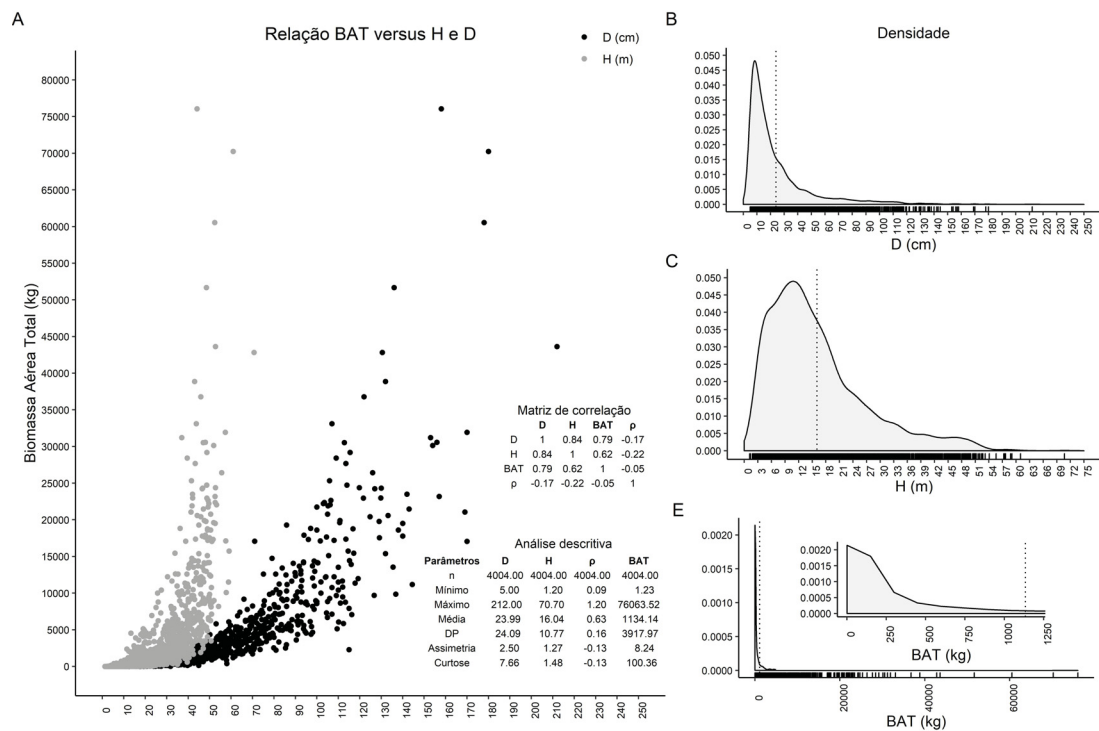 A
Relação BAT versus H e D
D (cm)
H (m)
Biomassa Aérea Total (kg)
80000
75000
70000
65000
60000
55000
50000
45000
40000
35000
30000
25000
20000
15000
10000
5000
0
0 10 20 30 40 50 60 70 80 90 100 110 120 130 140 150 160 170 180 190 200 210 220 230 240 250
Matriz de correlação
D H BAT ρ
D 1 0.84 0.79 -0.17
H 0.84 1 0.62 -0.22
BAT 0.79 0.62 1 -0.05
ρ -0.17 -0.22 -0.05 1
Análise descritiva
Parâmetros D H ρ BAT
n 4004.00 4004.00 4004.00 4004.00
Mínimo 5.00 1.20 0.09 1.23
Máximo 212.00 70.70 1.20 76063.52
Média 23.99 16.04 0.63 1134.14
DP 24.09 10.77 0.16 3917.97
Assimetria 2.50 1.27 -0.13 8.24
Curtose 7.66 1.48 -0.13 100.36
B
Densidade
0.050
0.045
0.040
0.035
0.030
0.025
0.020
0.015
0.010
0.005
0.000
0 10 20 30 40 50 60 70 80 90 100 110 120 130 140 150 160 170 180 190 200 210 220 230 240 250
D (cm)
C
0.050
0.045
0.040
0.035
0.030
0.025
0.020
0.015
0.010
0.005
0.000
0 3 6 9 12 15 18 21 24 27 30 33 36 39 42 45 48 51 54 57 60 63 66 69 72 75
H (m)
E
0.0020
0.0015
0.0010
0.0005
0.0000
0 20000 40000 60000
BAT (kg)
0.0020
0.0015
0.0010
0.0005
0.0000
0 250 500 750 1000 1250
BAT (kg)